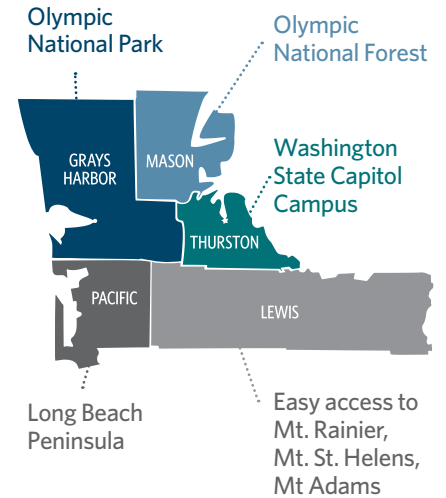 Olympic
National Park
Olympic
National Forest
GRAYS
HARBOR
MASON
Washington
State Capitol
Campus
THURSTON
PACIFIC
LEWIS
Long Beach
Peninsula
Easy access to
Mt. Rainier,
Mt. St. Helens,
Mt Adams